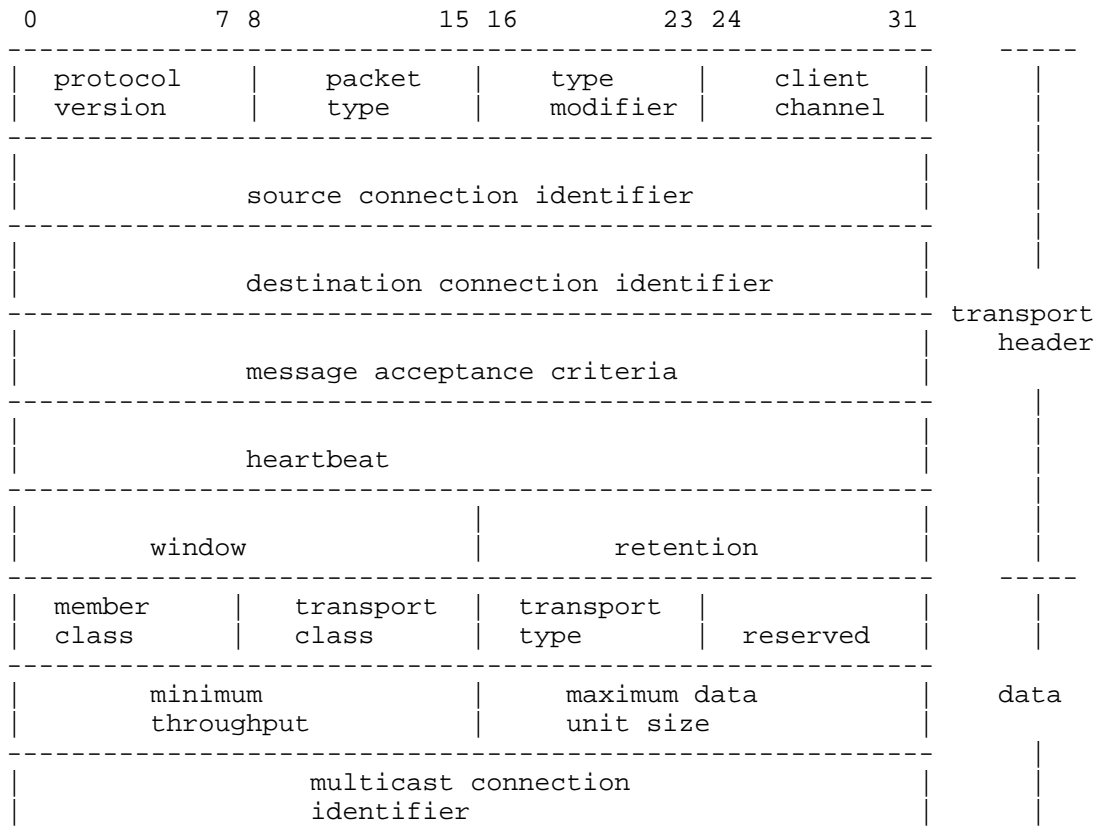 0 7 8 15 16 23 24 31
protocol packet type client
version type modifier channel
source connection identifier
destination connection identifier
transport
header
message acceptance criteria
heartbeat
window retention
member transport transport
class class type reserved
minimum maximum data data
throughput unit size
multicast connection
identifier